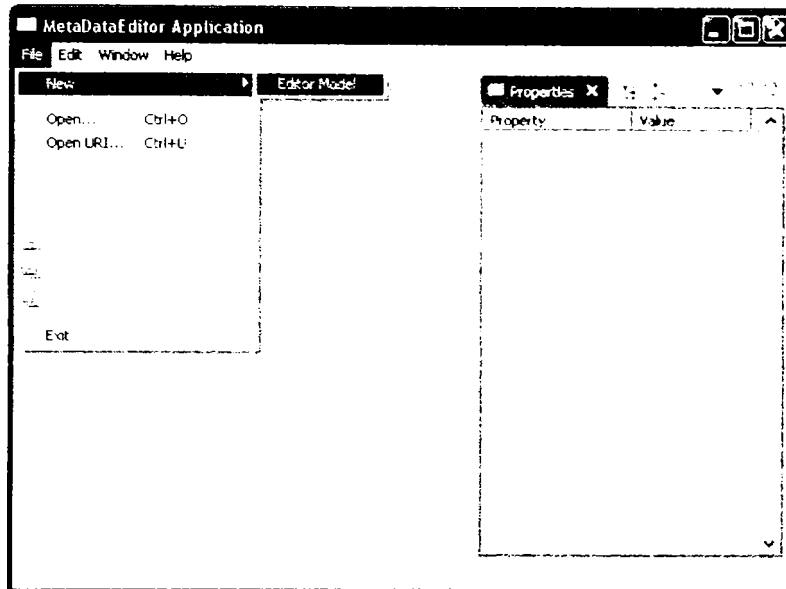 MetaDataEditor Application
File Edit Window Help
New Editor Model
Properties
Property Value
Open... Ctrl+O
Open URI... Ctrl+U
Exit